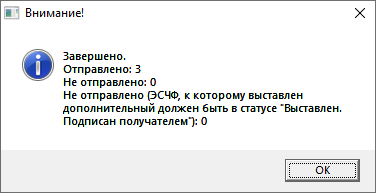 Внимание!
Завершено.
Отправлено: 3
Не отправлено: 0
Не отправлено (ЭСЧФ, к которому выставлен
дополнительный должен быть в статусе "Выставлен.
Подписан получателем"): 0
OK